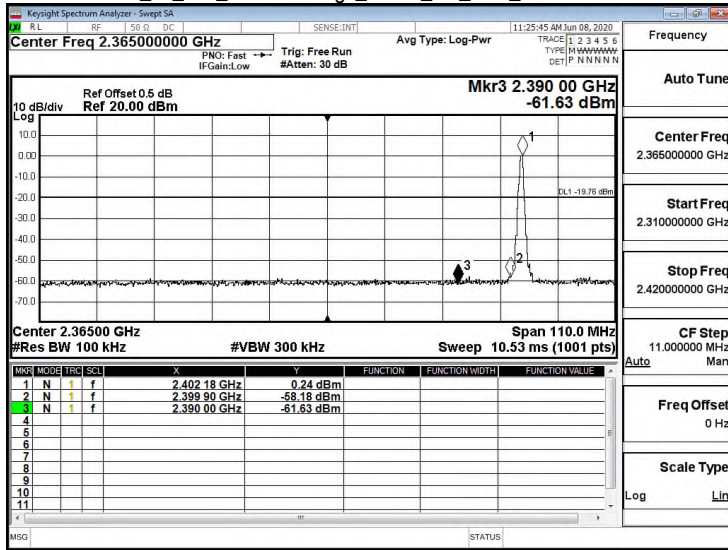 Keysight Spectrum Analyzer - Swept SA
RL RF 50 Ω DC SENSE:INT 11:25:45 AM Jun 08, 2020
Center Freq 2.365000000 GHz
PNO: Fast
IFGain:Low
Trig: Free Run
#Atten: 30 dB
Avg Type: Log-Pwr
TRACE 1 2 3 4 5 6
TYPE M WWWWW
DET P N N N N N
Ref Offset 0.5 dB
10 dB/div Ref 20.00 dBm
Log
Mkr3 2.390 00 GHz
-61.63 dBm
10.0
0.00
-10.0
-20.0
-30.0
-40.0
-50.0
-60.0
-70.0
1
DL1 -19.76 dBm
2
3
Center 2.36500 GHz Span 110.0 MHz
#Res BW 100 kHz #VBW 300 kHz Sweep 10.53 ms (1001 pts)
MKR MODE TRC SCL X Y FUNCTION FUNCTION WIDTH FUNCTION VALUE
1 N 1 f 2.402 18 GHz 0.24 dBm
2 N 1 f 2.399 90 GHz -58.18 dBm
3 N 1 f 2.390 00 GHz -61.63 dBm
4
5
6
7
8
9
10
11
MSG STATUS
Frequency
Auto Tune
Center Freq
2.365000000 GHz
Start Freq
2.310000000 GHz
Stop Freq
2.420000000 GHz
CF Step
11.000000 MHz
Auto Man
Freq Offset
0 Hz
Scale Type
Log Lin